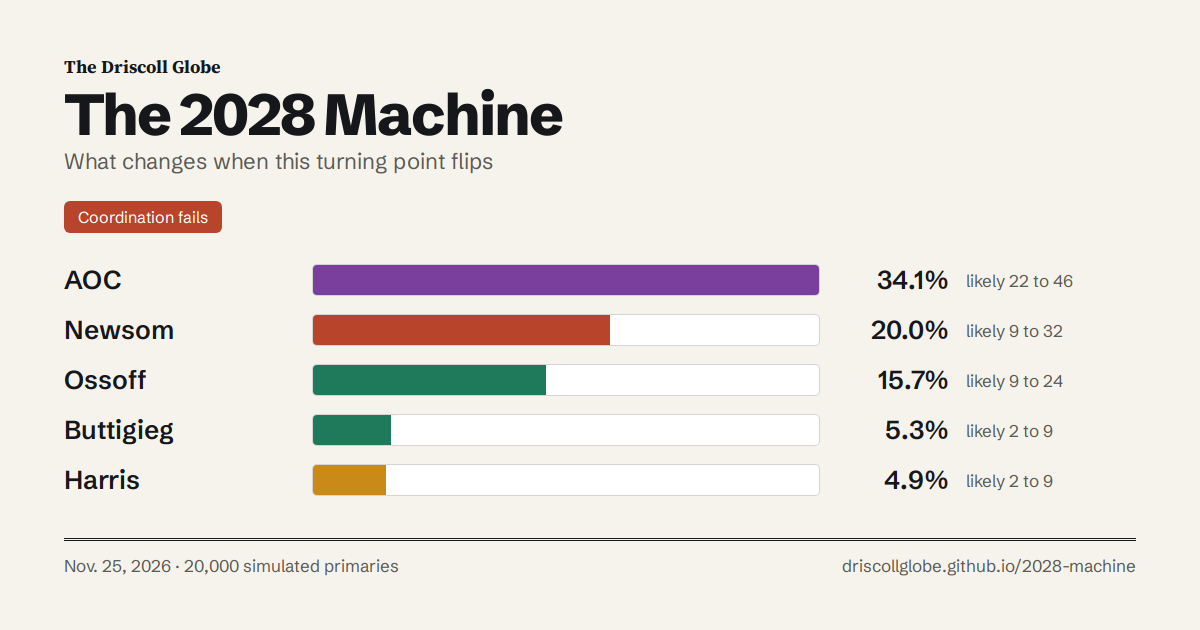 The Driscoll Globe
The 2028 Machine
What changes when this turning point flips
Coordination fails
AOC 34.1% likely 22 to 46
Newsom 20.0% likely 9 to 32
Ossoff 15.7% likely 9 to 24
Buttigieg 5.3% likely 2 to 9
Harris 4.9% likely 2 to 9
Nov. 25, 2026 · 20,000 simulated primaries driscollglobe.github.io/2028-machine